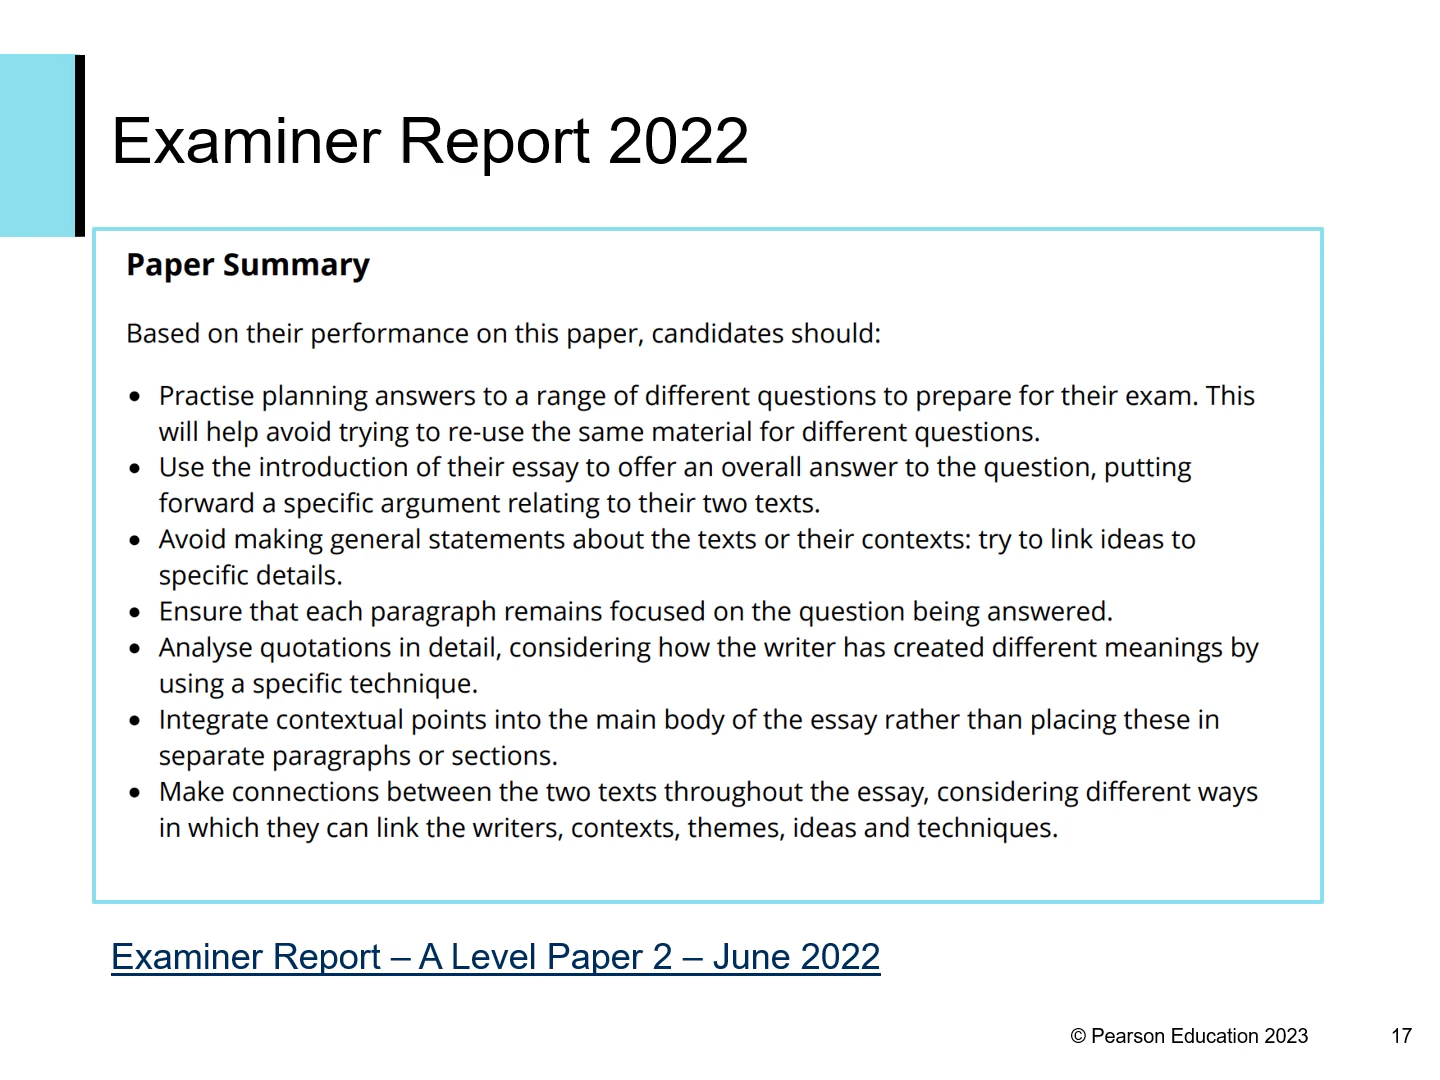 Examiner Report 2022
Paper Summary
Based on their performance on this paper, candidates should:
• Practise planning answers to a range of different questions to prepare for their exam. This
will help avoid trying to re-use the same material for different questions.
• Use the introduction of their essay to offer an overall answer to the question, putting
forward a specific argument relating to their two texts.
• Avoid making general statements about the texts or their contexts: try to link ideas to
specific details.
• Ensure that each paragraph remains focused on the question being answered.
• Analyse quotations in detail, considering how the writer has created different meanings by
using a specific technique.
• Integrate contextual points into the main body of the essay rather than placing these in
separate paragraphs or sections.
• Make connections between the two texts throughout the essay, considering different ways
in which they can link the writers, contexts, themes, ideas and techniques.
Examiner Report – A Level Paper 2 – June 2022
© Pearson Education 2023
17